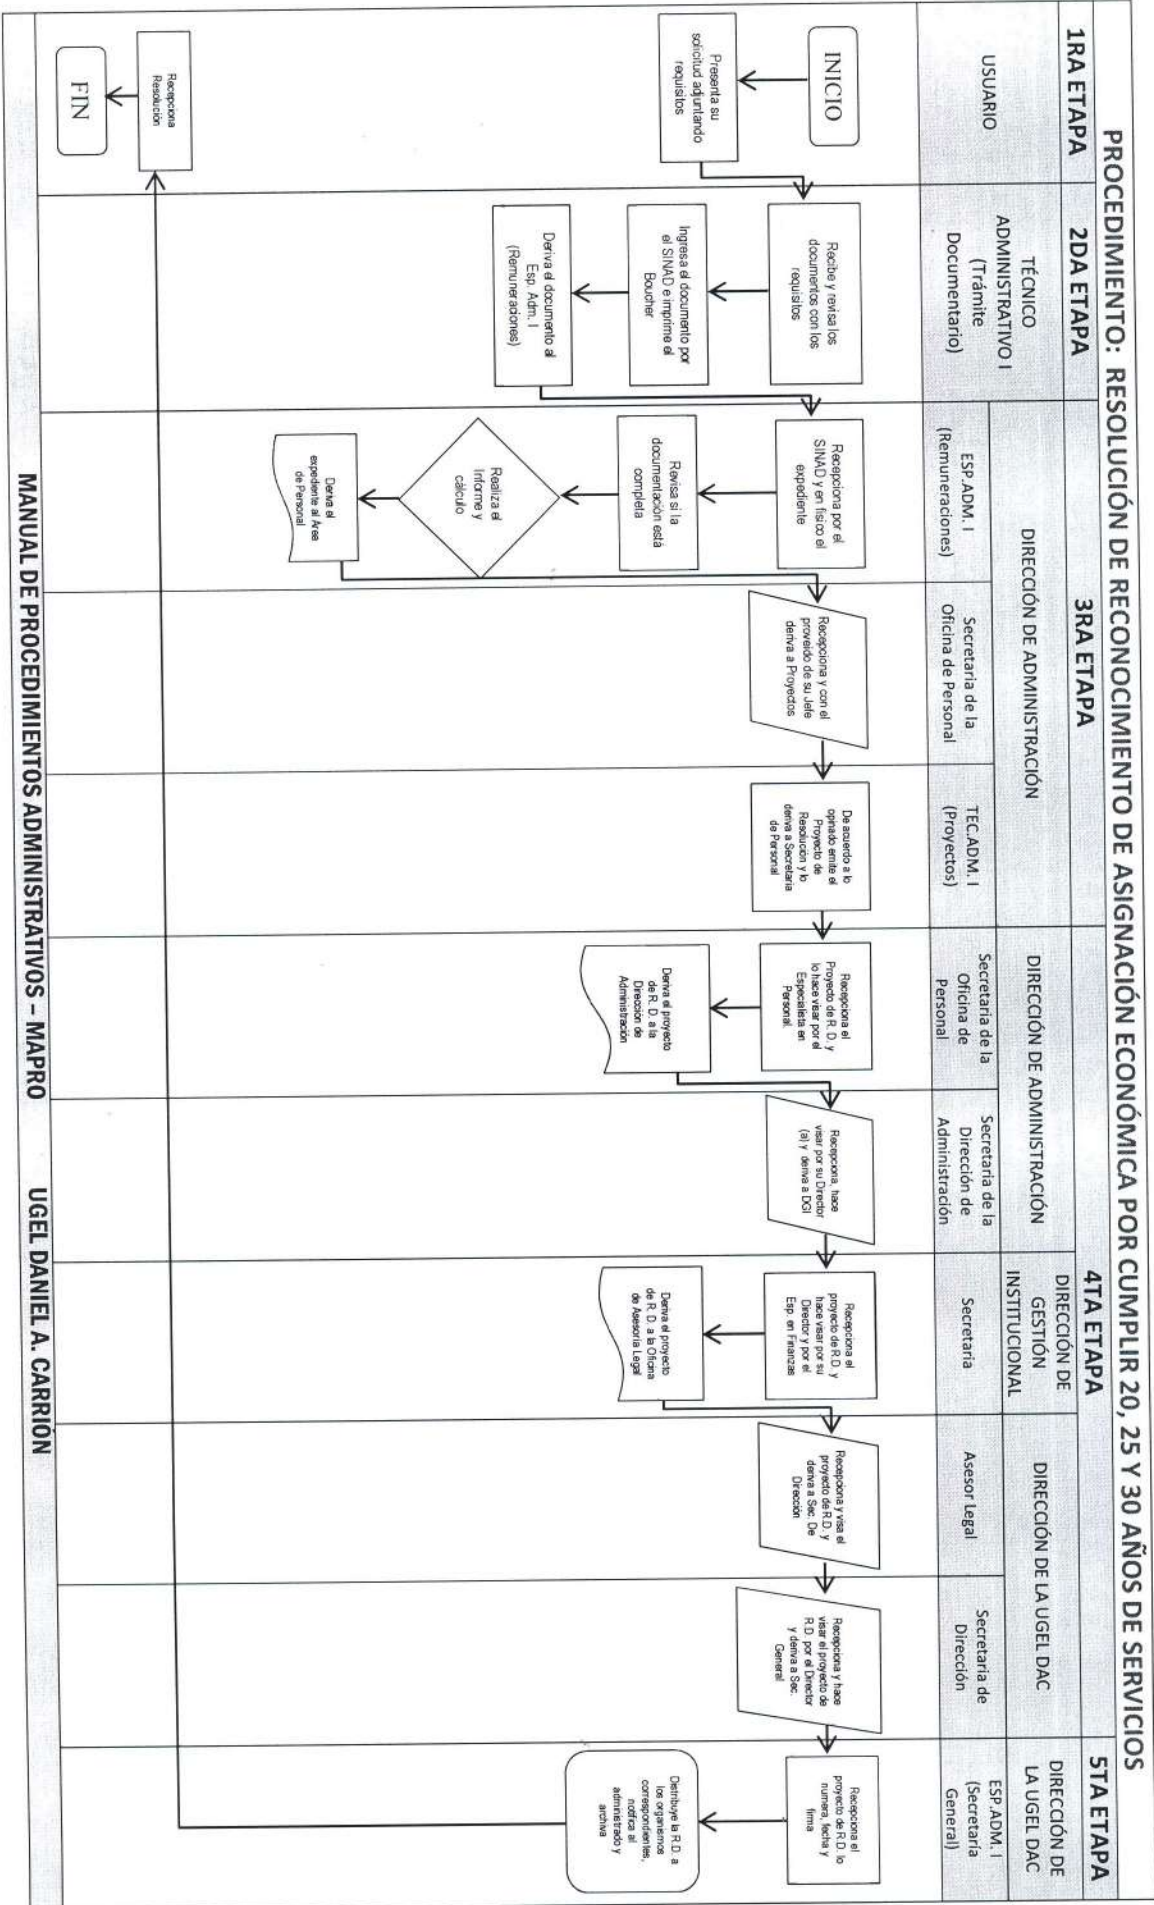 PROCEDIMIENTO: RESOLUCIÓN DE RECONOCIMIENTO DE ASIGNACIÓN ECONÓMICA POR CUMPLIR 20, 25 Y 30 AÑOS DE SERVICIOS
1RA ETAPA
2DA ETAPA
3RA ETAPA
4TA ETAPA
5TA ETAPA
USUARIO
TÉCNICO
ADMINISTRATIVO I
(Trámite
Documentario)
DIRECCIÓN DE ADMINISTRACIÓN
DIRECCIÓN DE ADMINISTRACIÓN
DIRECCIÓN DE
GESTIÓN
INSTITUCIONAL
DIRECCIÓN DE LA UGEL DAC
DIRECCIÓN DE
LA UGEL DAC
ESP.ADM. I
(Remuneraciones)
Secretaria de la
Oficina de Personal
TEC.ADM. I
(Proyectos)
Secretaria de la
Oficina de
Personal
Secretaria de la
Dirección de
Administración
Secretaria
Asesor Legal
Secretaria de
Dirección
ESP.ADM. I
(Secretaría
General)
INICIO
Presenta su
solicitud adjuntando
requisitos
Recepciona
Resolución
FIN
Recibe y revisa los
documentos con los
requisitos
Ingresa el documento por
el SINAD e imprime el
Boucher
Deriva el documento al
Esp. Adm. I
(Remuneraciones)
Recepciona por el
SINAD y en físico el
expediente
Revisa si la
documentación está
completa
Realiza el
Informe y
cálculo
Deriva el
expediente al Área
de Personal
Recepciona y con el
proveido de su Jefe
deriva a Proyectos
De acuerdo a lo
opinado emite el
Proyecto de
Resolución y lo
deriva a Secretaria
de Personal
Recepciona el
Proyecto de R. D. y
lo hace visar por el
Especialista en
Personal.
Deriva el proyecto
de R. D. a la
Dirección de
Administración
Recepciona, hace
visar por su Director
(a) y deriva a DGI
Recepciona el
proyecto de R.D. y
hace visar por su
Director y por el
Esp. en Finanzas
Deriva el proyecto
de R. D. a la Oficina
de Asesoría Legal
Recepciona y visa el
proyecto de R.D. y
deriva a Sec. De
Dirección
Recepciona y hace
visar el proyecto de
R.D. por el Director
y deriva a Sec.
General
Recepciona el
proyecto de R.D. lo
numera, fecha y
firma
Distribuye la R.D. a
los organismos
correspondientes,
notifica al
administrado y
archiva
MANUAL DE PROCEDIMIENTOS ADMINISTRATIVOS – MAPRO UGEL DANIEL A. CARRIÓN